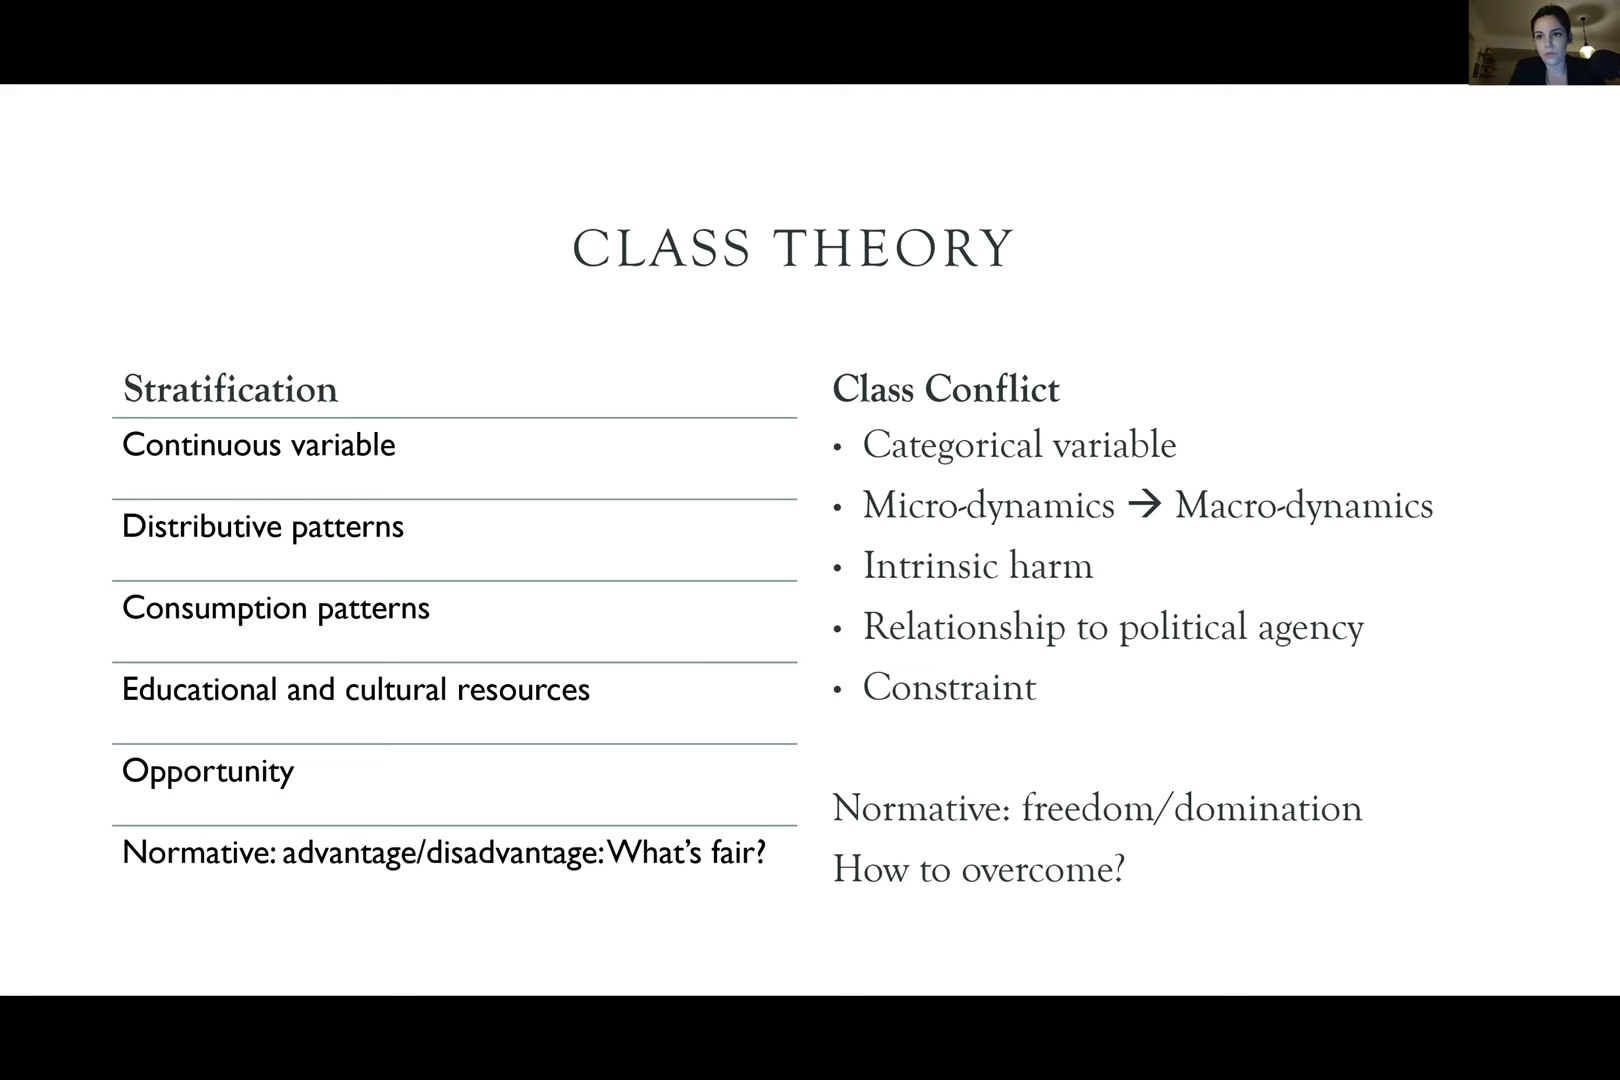 CLASS THEORY
Stratification
Continuous variable
Distributive patterns
Consumption patterns
Educational and cultural resources
Opportunity
Normative: advantage/disadvantage: What’s fair?
Class Conflict
• Categorical variable
• Micro-dynamics → Macro-dynamics
• Intrinsic harm
• Relationship to political agency
• Constraint
Normative: freedom/domination
How to overcome?